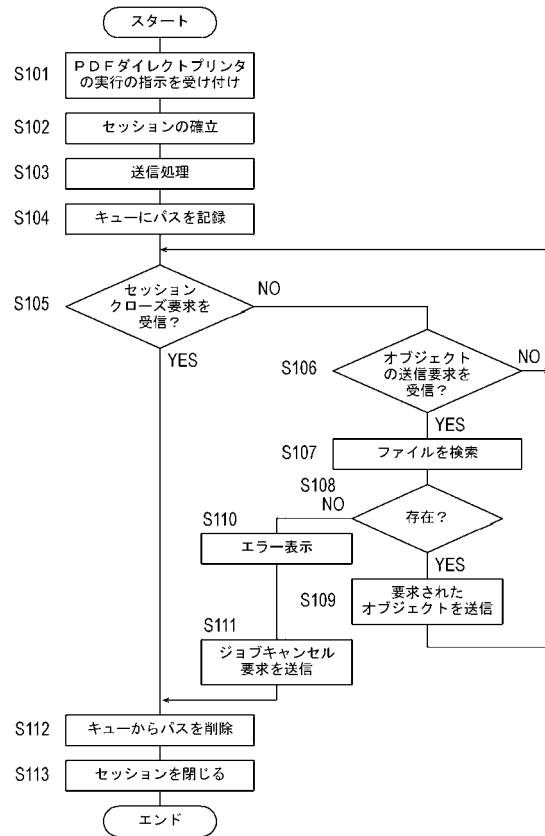 スタート
S101
PDFダイレクトプリンタ
の実行の指示を受け付け
S102
セッションの確立
S103
送信処理
S104
キューにパスを記録
S105
セッション
クローズ要求を
受信?
NO
YES
S106
オブジェクト
の送信要求を
受信?
NO
YES
S107
ファイルを検索
S108
存在?
NO
YES
S110
エラー表示
S109
要求された
オブジェクトを送信
S111
ジョブキャンセル
要求を送信
S112
キューからパスを削除
S113
セッションを閉じる
エンド